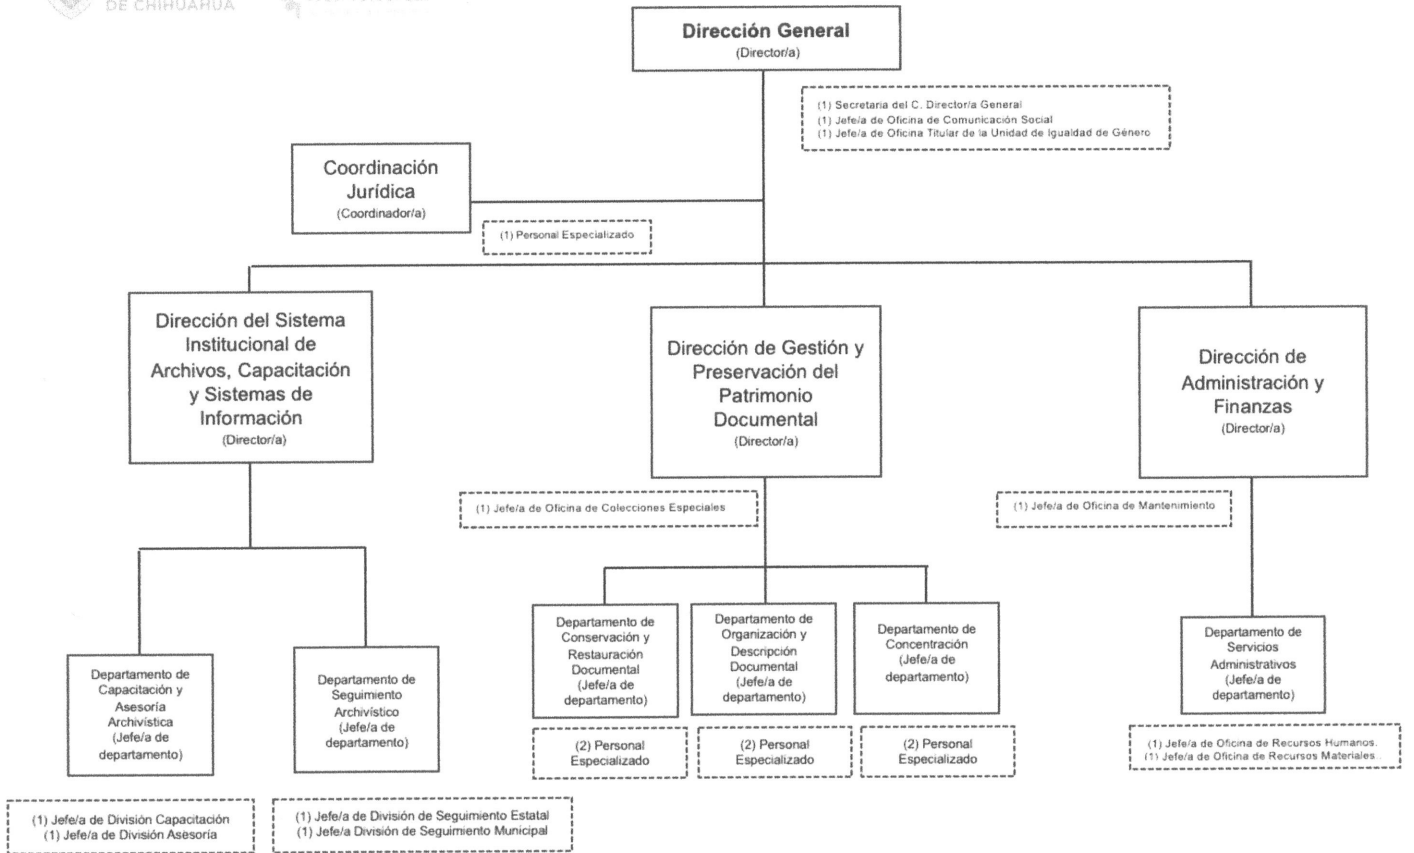 DE CHIHUAHUA
Dirección General
(Director/a)
(1) Secretaria del C. Director/a General
(1) Jefe/a de Oficina de Comunicación Social
(1) Jefe/a de Oficina Titular de la Unidad de Igualdad de Género
Coordinación
Jurídica
(Coordinador/a)
(1) Personal Especializado
Dirección del Sistema
Institucional de
Archivos, Capacitación
y Sistemas de
Información
(Director/a)
Dirección de Gestión y
Preservación del
Patrimonio
Documental
(Director/a)
Dirección de
Administración y
Finanzas
(Director/a)
(1) Jefe/a de Oficina de Colecciones Especiales
(1) Jefe/a de Oficina de Mantenimiento
Departamento de
Capacitación y
Asesoría
Archivística
(Jefe/a de
departamento)
Departamento de
Seguimiento
Archivístico
(Jefe/a de
departamento)
Departamento de
Conservación y
Restauración
Documental
(Jefe/a de
departamento)
Departamento de
Organización y
Descripción
Documental
(Jefe/a de
departamento)
Departamento de
Concentración
(Jefe/a de
departamento)
Departamento de
Servicios
Administrativos
(Jefe/a de
departamento)
(2) Personal
Especializado
(2) Personal
Especializado
(2) Personal
Especializado
(1) Jefe/a de Oficina de Recursos Humanos.
(1) Jefe/a de Oficina de Recursos Materiales.
(1) Jefe/a de División Capacitación
(1) Jefe/a de División Asesoría
(1) Jefe/a de División de Seguimiento Estatal
(1) Jefe/a División de Seguimiento Municipal